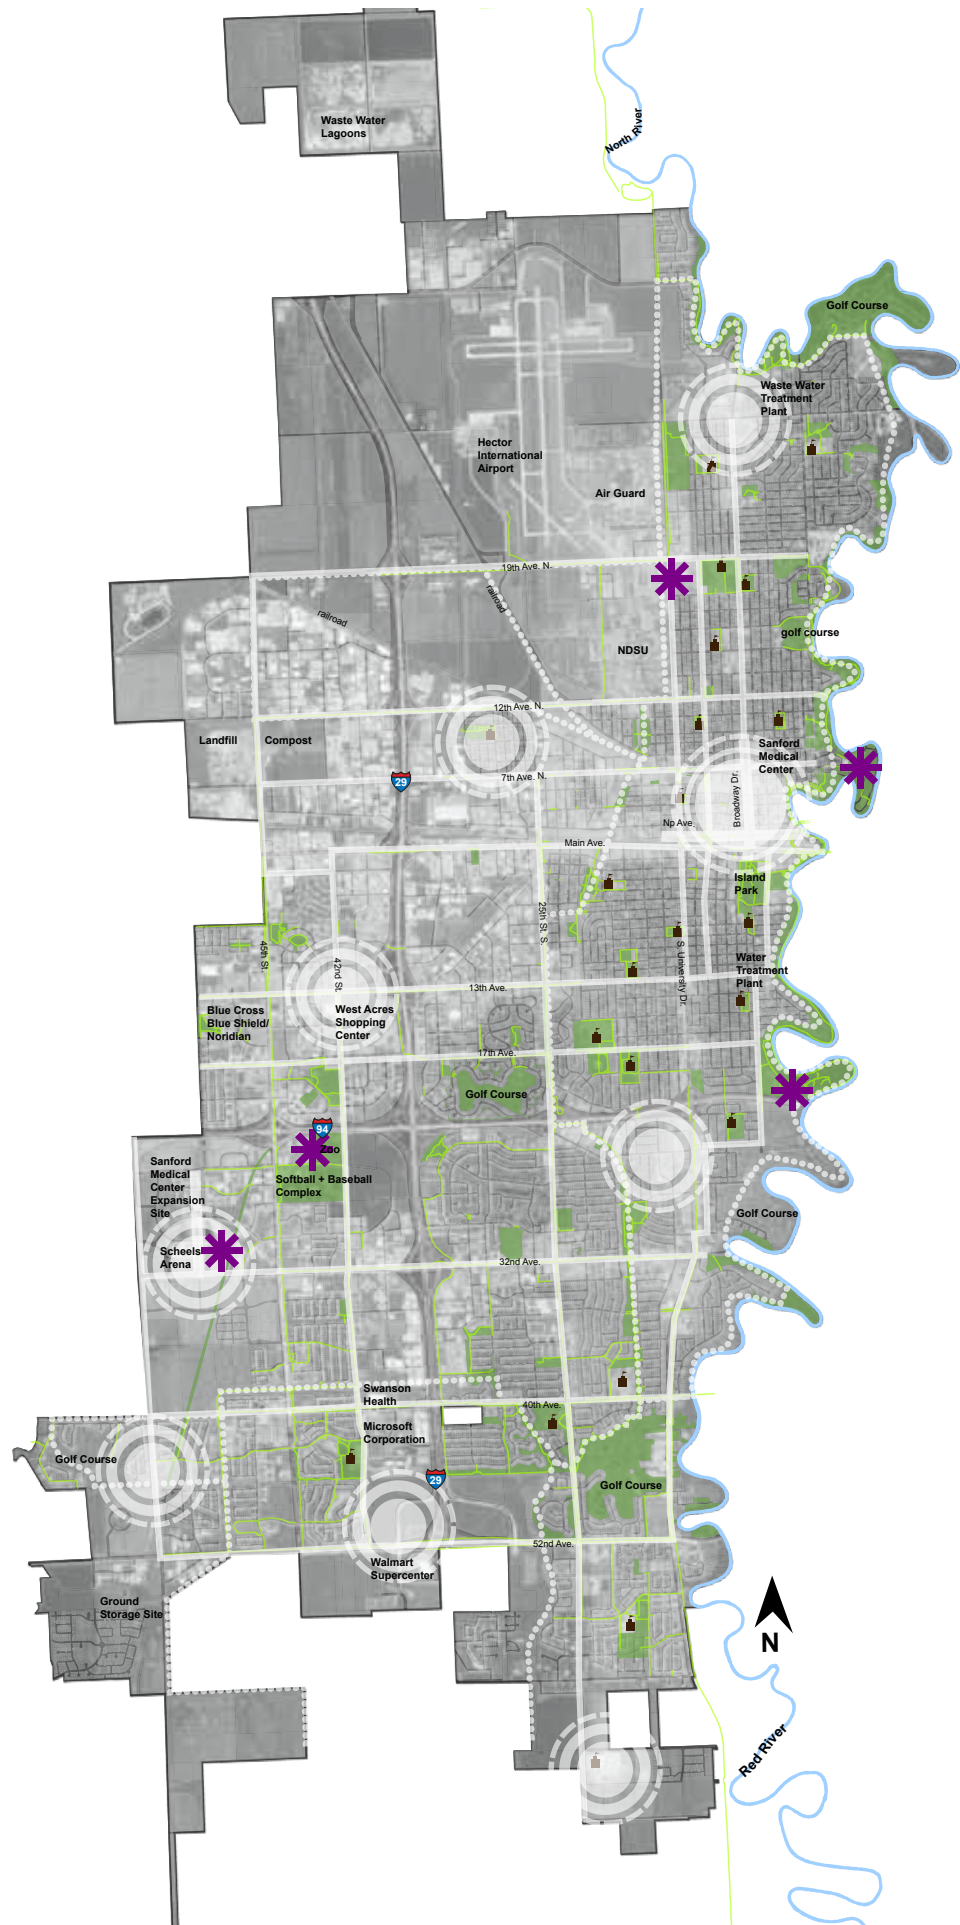 Waste Water
Lagoons
North River
Golf Course
Waste Water
Treatment
Plant
Hector
International
Airport
Air Guard
19th Ave. N.
railroad
railroad
golf course
NDSU
12th Ave. N.
Landfill
Compost
Sanford
Medical
Center
29
7th Ave. N.
Broadway Dr.
Np Ave.
Main Ave.
Island
Park
25th St. S.
45th St.
42nd St.
S. University Dr.
Water
Treatment
Plant
13th Ave.
Blue Cross
Blue Shield/
Noridian
West Acres
Shopping
Center
17th Ave.
Golf Course
94
Zoo
Sanford
Medical
Center
Expansion
Site
Softball + Baseball
Complex
Golf Course
Scheels
Arena
32nd Ave.
Swanson
Health
40th Ave.
Microsoft
Corporation
Golf Course
29
Golf Course
52nd Ave.
Walmart
Supercenter
Ground
Storage Site
N
Red River